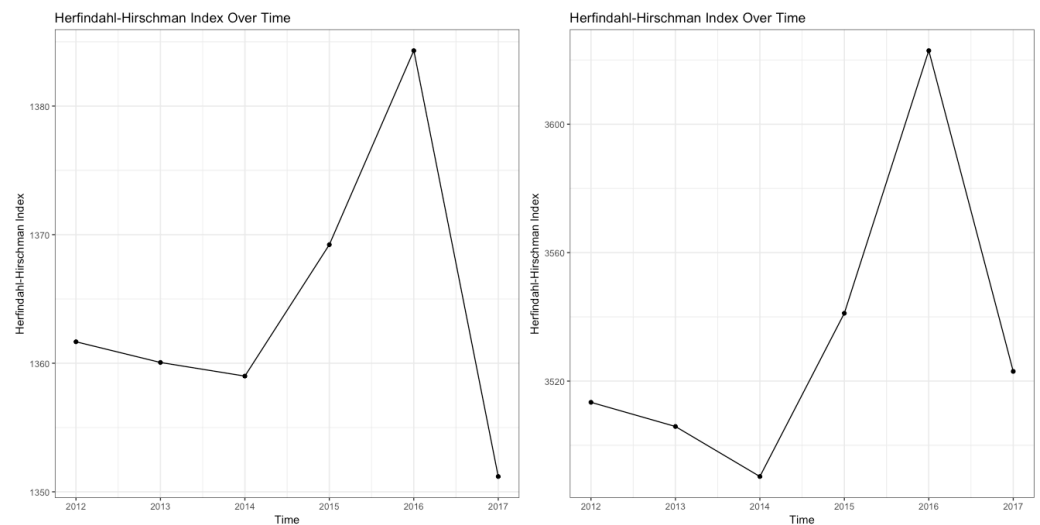 Herfindahl-Hirschman Index Over Time
Herfindahl-Hirschman Index
1380
1370
1360
1350
2012 2013 2014 2015 2016 2017
Time
Herfindahl-Hirschman Index Over Time
Herfindahl-Hirschman Index
3600
3560
3520
2012 2013 2014 2015 2016 2017
Time